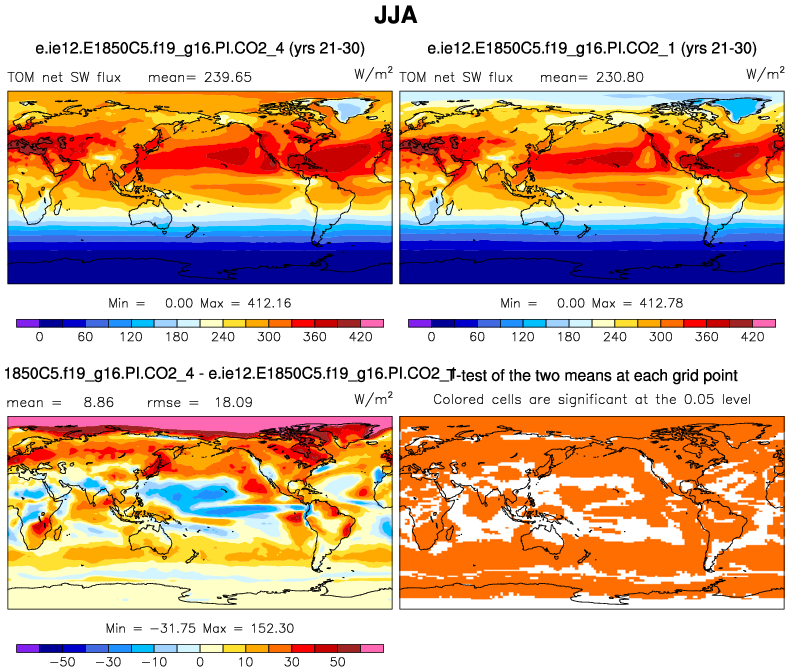 JJA
e.ie12.E1850C5.f19_g16.PI.CO2_4 (yrs 21-30)
TOM net SW flux mean= 239.65 W/m²
Min = 0.00 Max = 412.16
0 60 120 180 240 300 360 420
e.ie12.E1850C5.f19_g16.PI.CO2_1 (yrs 21-30)
TOM net SW flux mean= 230.80 W/m²
Min = 0.00 Max = 412.78
0 60 120 180 240 300 360 420
1850C5.f19_g16.PI.CO2_4 - e.ie12.E1850C5.f19_g16.PI.CO2_1
mean = 8.86 rmse = 18.09 W/m²
Min = -31.75 Max = 152.30
-50 -30 -10 0 10 30 50
T-test of the two means at each grid point
Colored cells are significant at the 0.05 level